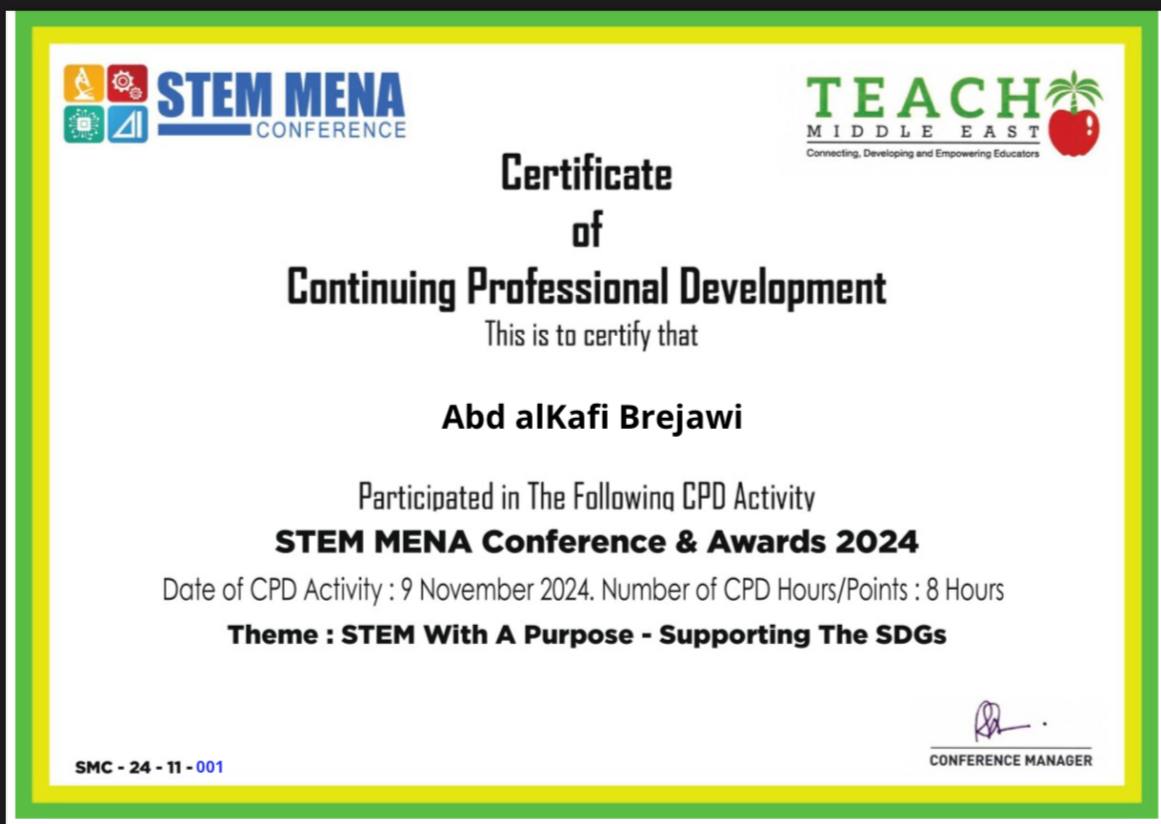 STEM MENA
CONFERENCE
TEACH
MIDDLE EAST
Connecting, Developing and Empowering Educators
Certificate
of
Continuing Professional Development
This is to certify that
Abd alKafi Brejawi
Participated in The Following CPD Activity
STEM MENA Conference & Awards 2024
Date of CPD Activity : 9 November 2024. Number of CPD Hours/Points : 8 Hours
Theme : STEM With A Purpose - Supporting The SDGs
CONFERENCE MANAGER
SMC - 24 - 11 - 001